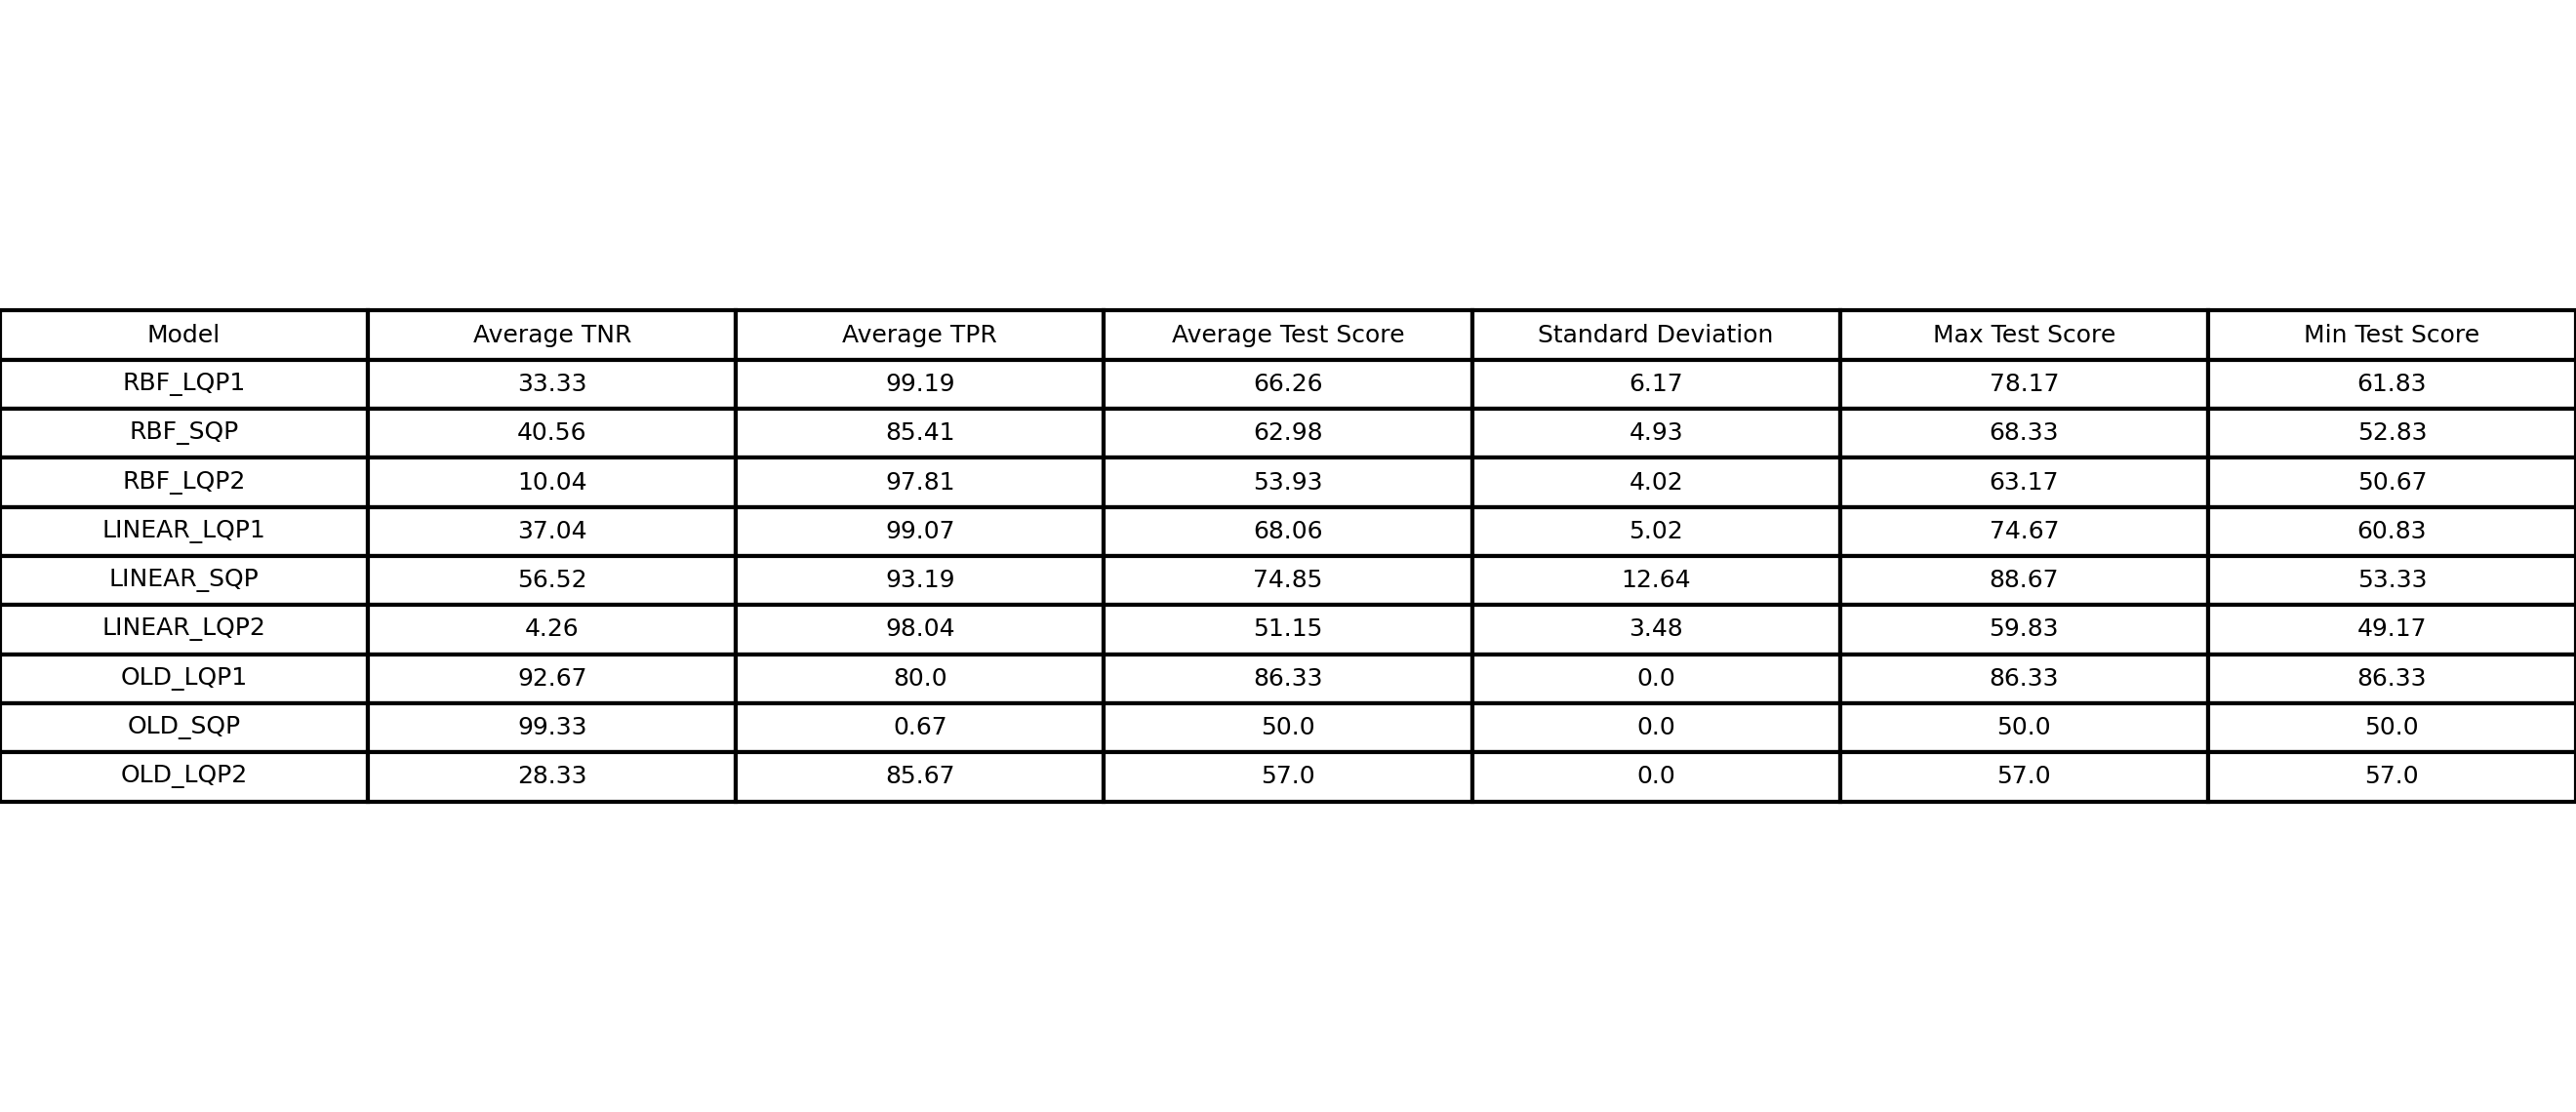 Model Average TNR Average TPR Average Test Score Standard Deviation Max Test Score Min Test Score
RBF_LQP1 33.33 99.19 66.26 6.17 78.17 61.83
RBF_SQP 40.56 85.41 62.98 4.93 68.33 52.83
RBF_LQP2 10.04 97.81 53.93 4.02 63.17 50.67
LINEAR_LQP1 37.04 99.07 68.06 5.02 74.67 60.83
LINEAR_SQP 56.52 93.19 74.85 12.64 88.67 53.33
LINEAR_LQP2 4.26 98.04 51.15 3.48 59.83 49.17
OLD_LQP1 92.67 80.0 86.33 0.0 86.33 86.33
OLD_SQP 99.33 0.67 50.0 0.0 50.0 50.0
OLD_LQP2 28.33 85.67 57.0 0.0 57.0 57.0